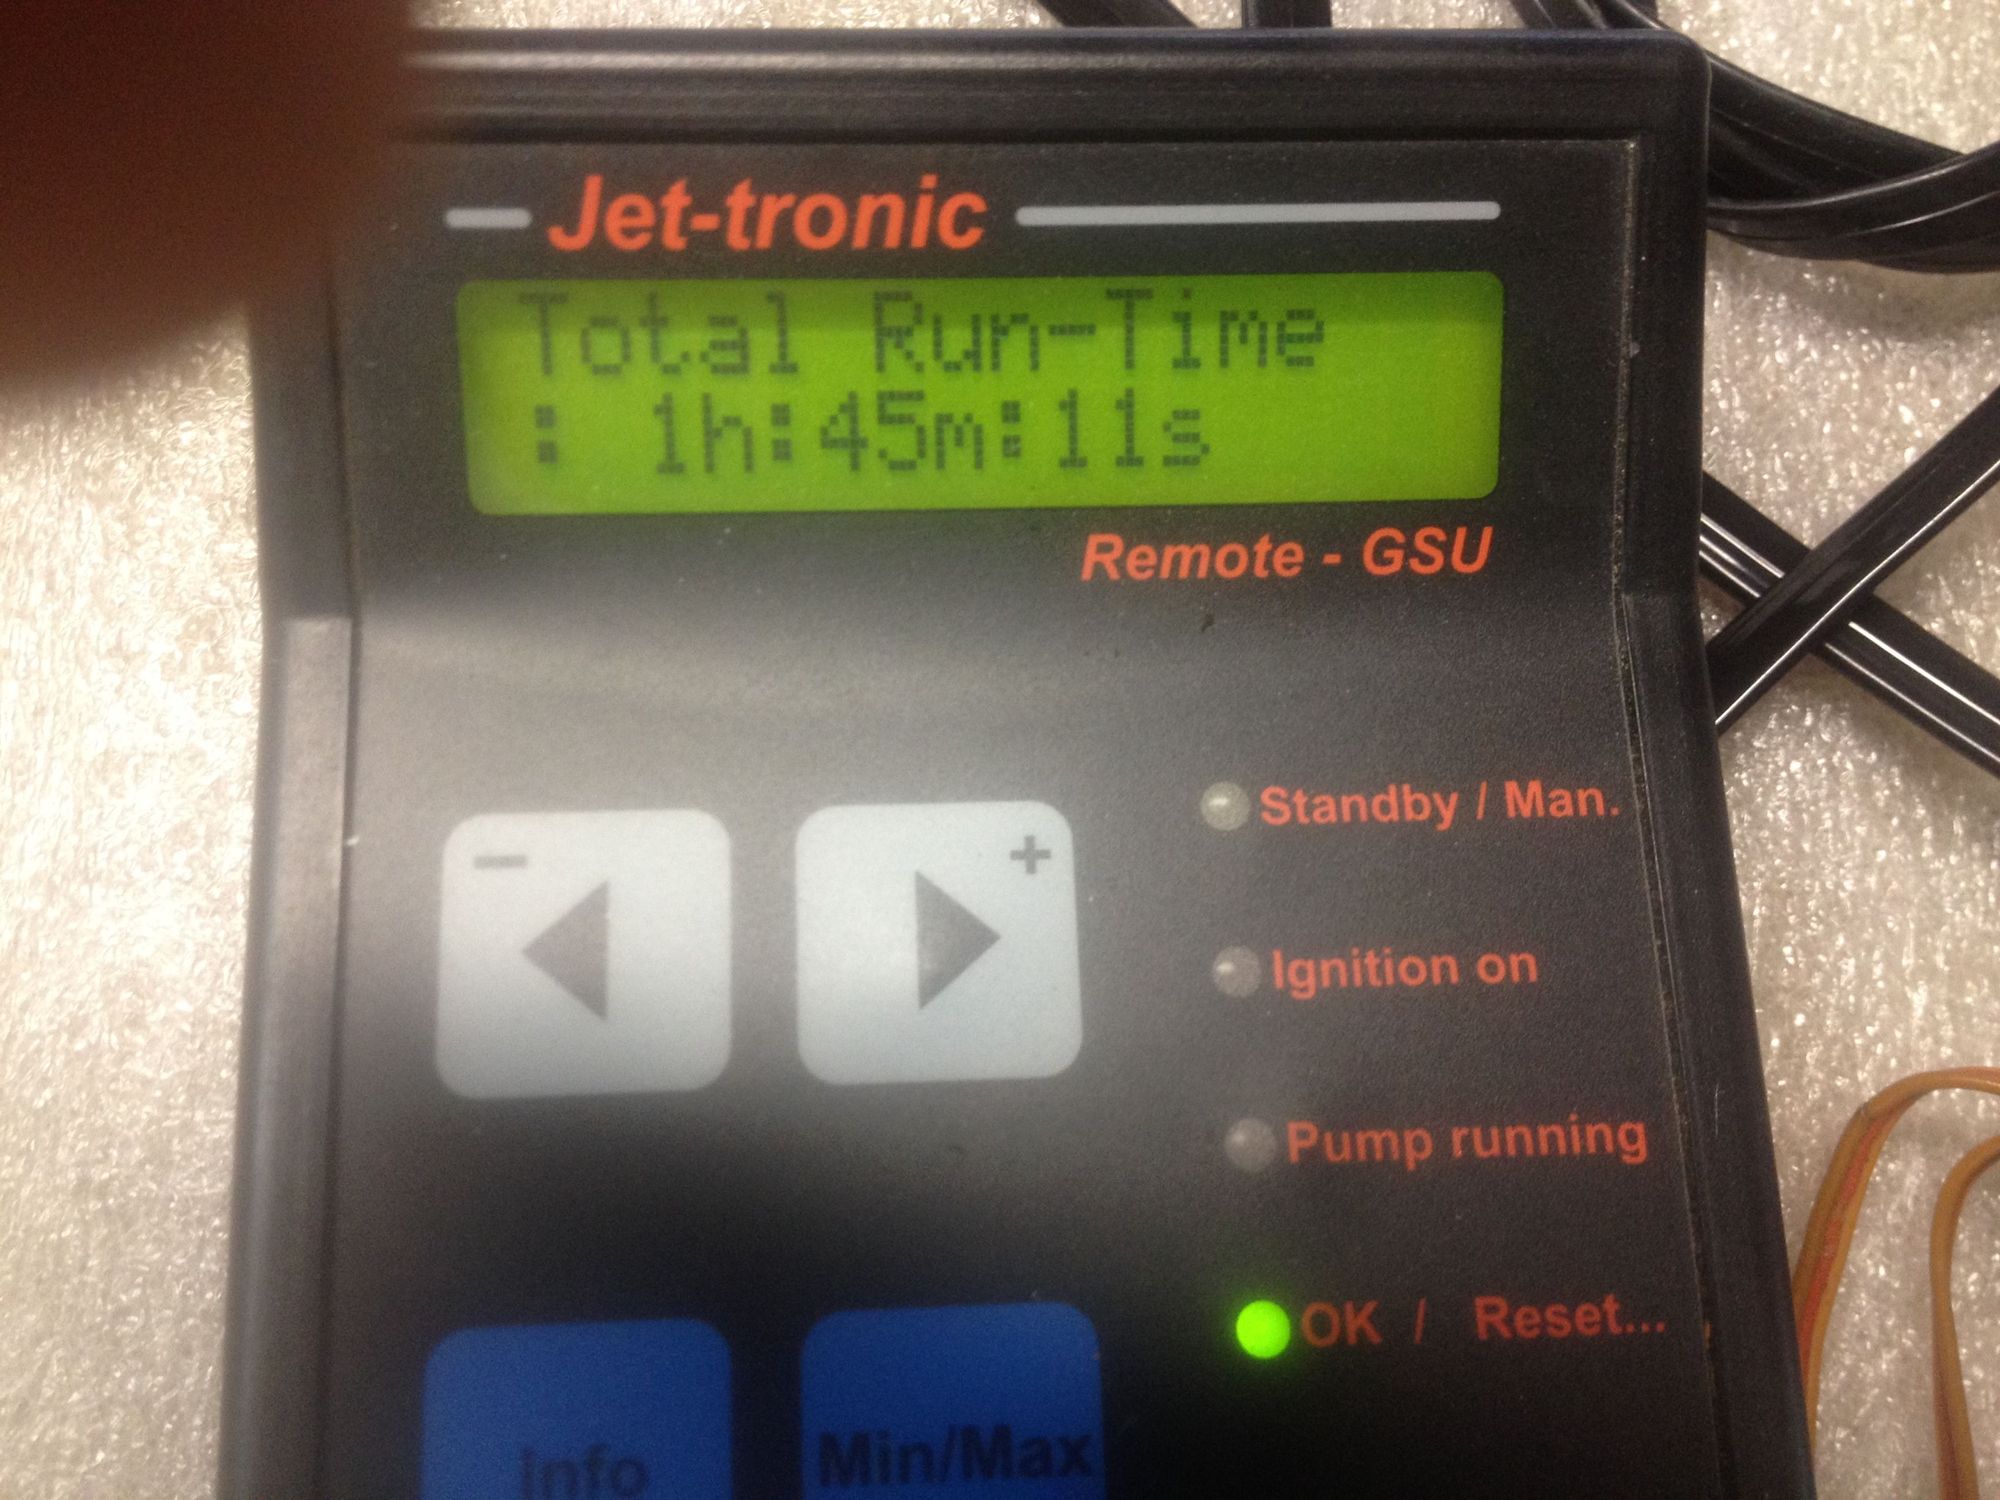 Jet-tronic
Total Run-Time
: 1h:45m:11s
Remote - GSU
Standby / Man.
- +
Ignition on
Pump running
OK / Reset...
Info Min/Max